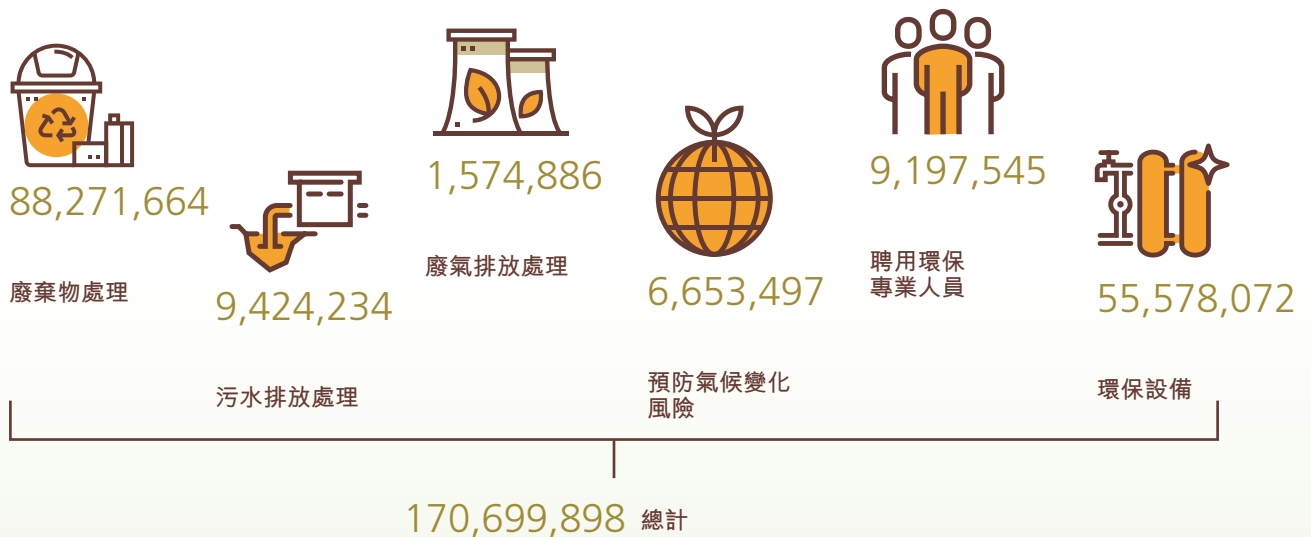 88,271,664
廢棄物處理
9,424,234
污水排放處理
1,574,886
廢氣排放處理
6,653,497
預防氣候變化
風險
9,197,545
聘用環保
專業人員
55,578,072
環保設備
170,699,898 總計